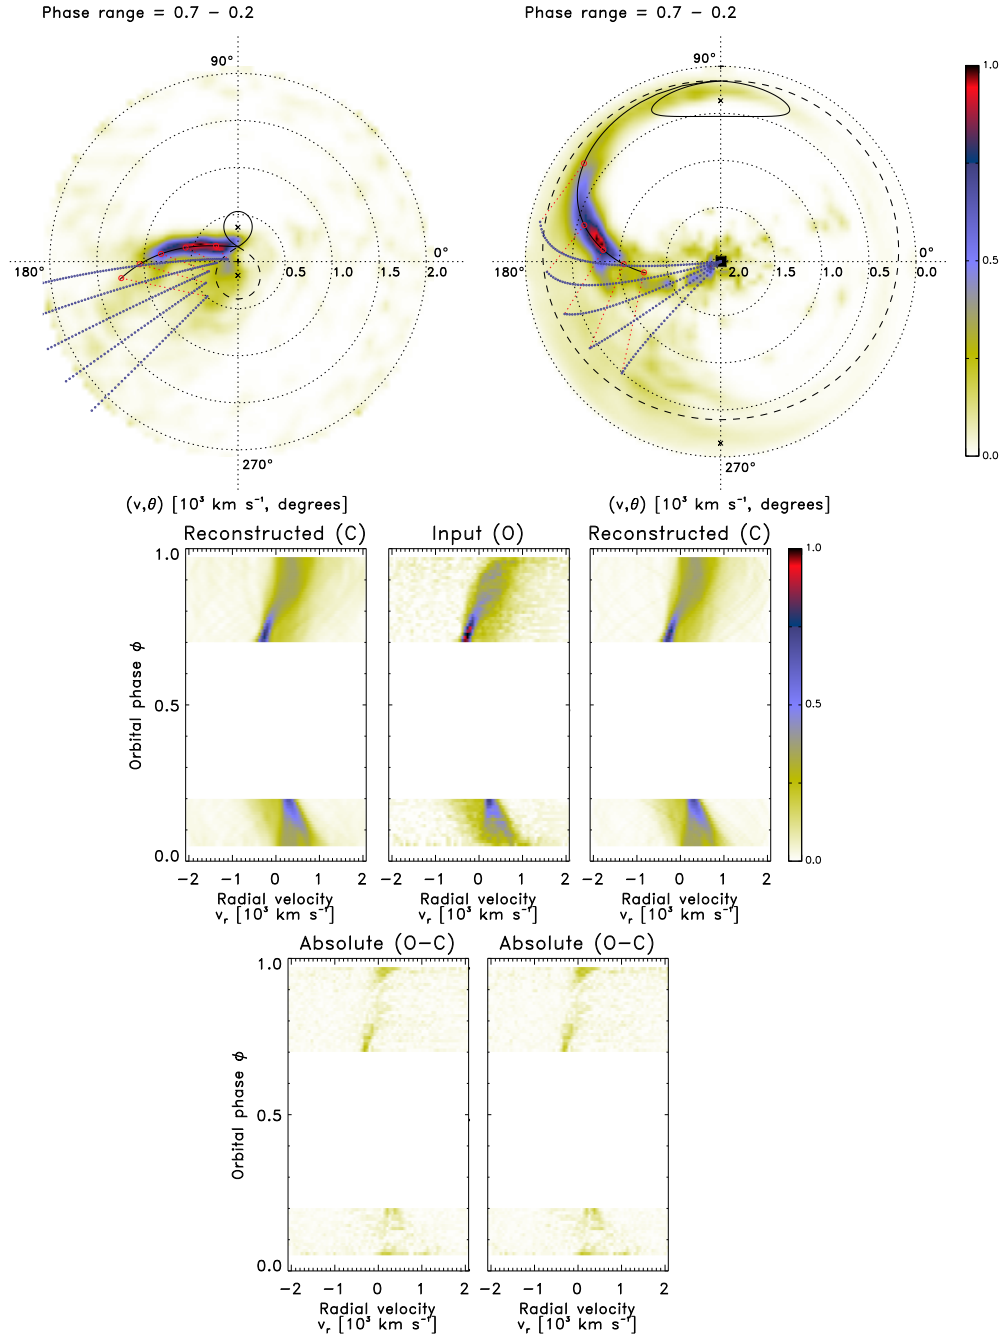 Phase range = 0.7 − 0.2
Phase range = 0.7 − 0.2
90°
90°
1.0
0°
0°
180°
0.5
1.0
1.5
2.0
180°
2.0
1.5
1.0
0.5
0.0
0.5
270°
270°
0.0
(v,θ) [10³ km s⁻¹, degrees]
(v,θ) [10³ km s⁻¹, degrees]
Reconstructed (C)
Input (O)
Reconstructed (C)
1.0
0.5
0.0
Orbital phase ϕ
1.0
0.5
0.0
−2 −1 0 1 2
−2 −1 0 1 2
−2 −1 0 1 2
Radial velocity
vᵣ [10³ km s⁻¹]
Radial velocity
vᵣ [10³ km s⁻¹]
Radial velocity
vᵣ [10³ km s⁻¹]
Absolute (O−C)
Absolute (O−C)
1.0
0.5
0.0
Orbital phase ϕ
−2 −1 0 1 2
−2 −1 0 1 2
Radial velocity
vᵣ [10³ km s⁻¹]
Radial velocity
vᵣ [10³ km s⁻¹]